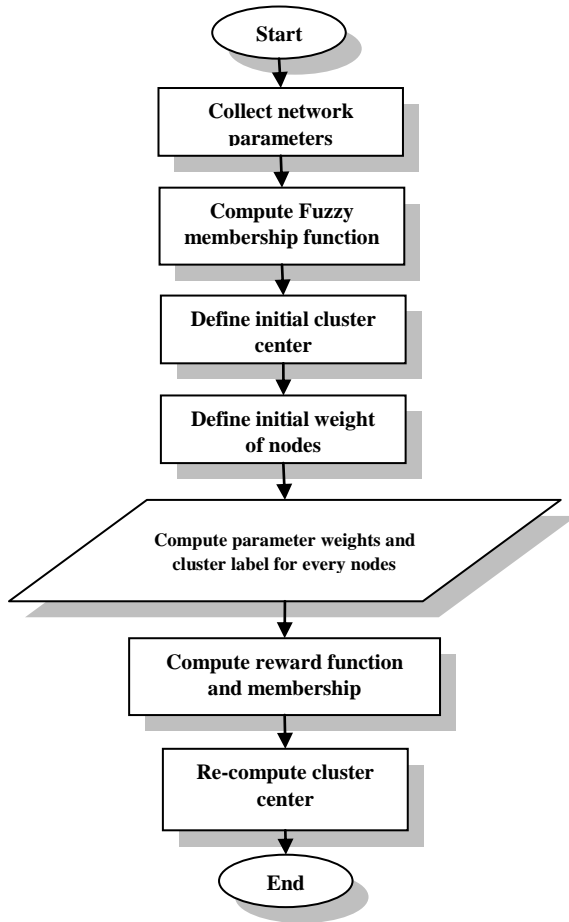 Start
Collect network
parameters
Compute Fuzzy
membership function
Define initial cluster
center
Define initial weight
of nodes
Compute parameter weights and
cluster label for every nodes
Compute reward function
and membership
Re-compute cluster
center
End